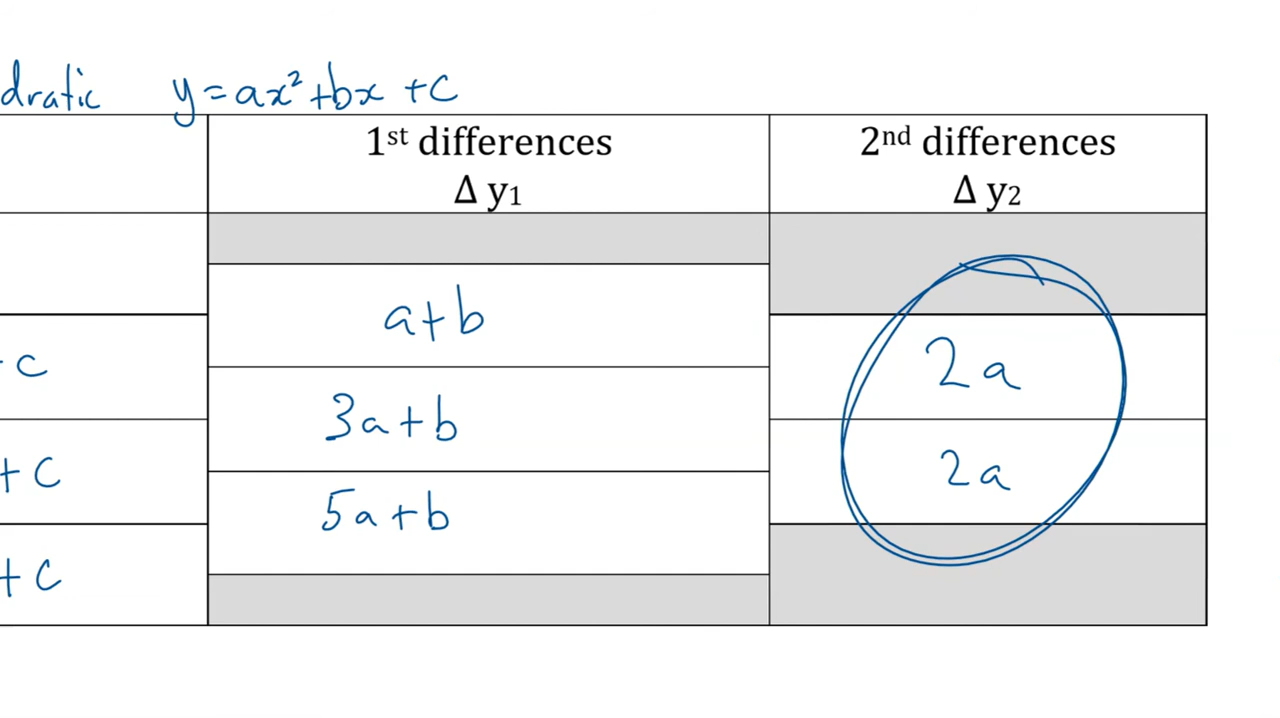 dratic y = ax² + bx + c
1st differences
Δ y1
2nd differences
Δ y2
a+b
2a
c
3a+b
2a
+ c
5a+b
+ c